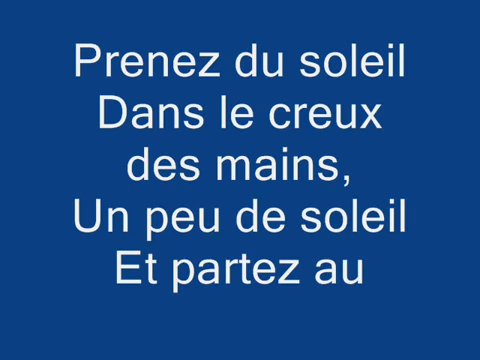 Prenez du soleil
Dans le creux
des mains,
Un peu de soleil
Et partez au